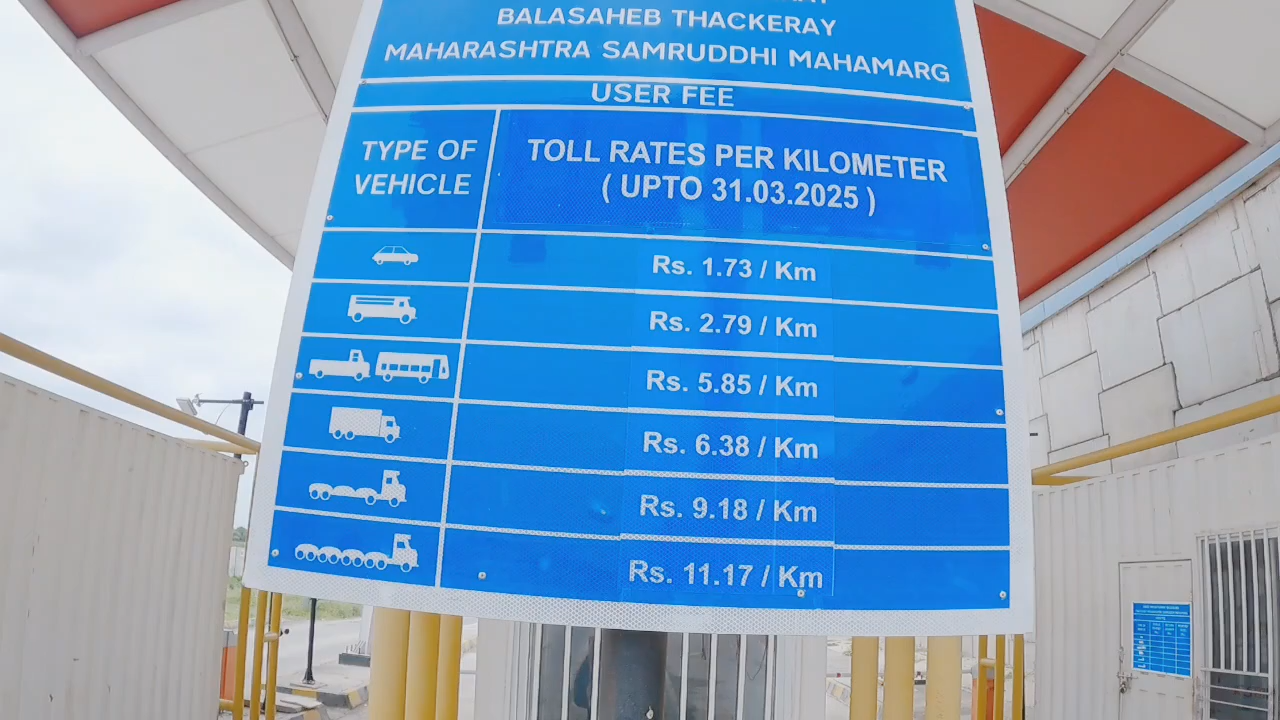 BALASAHEB THACKERAY
MAHARASHTRA SAMRUDDHI MAHAMARG
USER FEE
TYPE OF
VEHICLE
TOLL RATES PER KILOMETER
( UPTO 31.03.2025 )
Rs. 1.73 / Km
Rs. 2.79 / Km
Rs. 5.85 / Km
Rs. 6.38 / Km
Rs. 9.18 / Km
Rs. 11.17 / Km